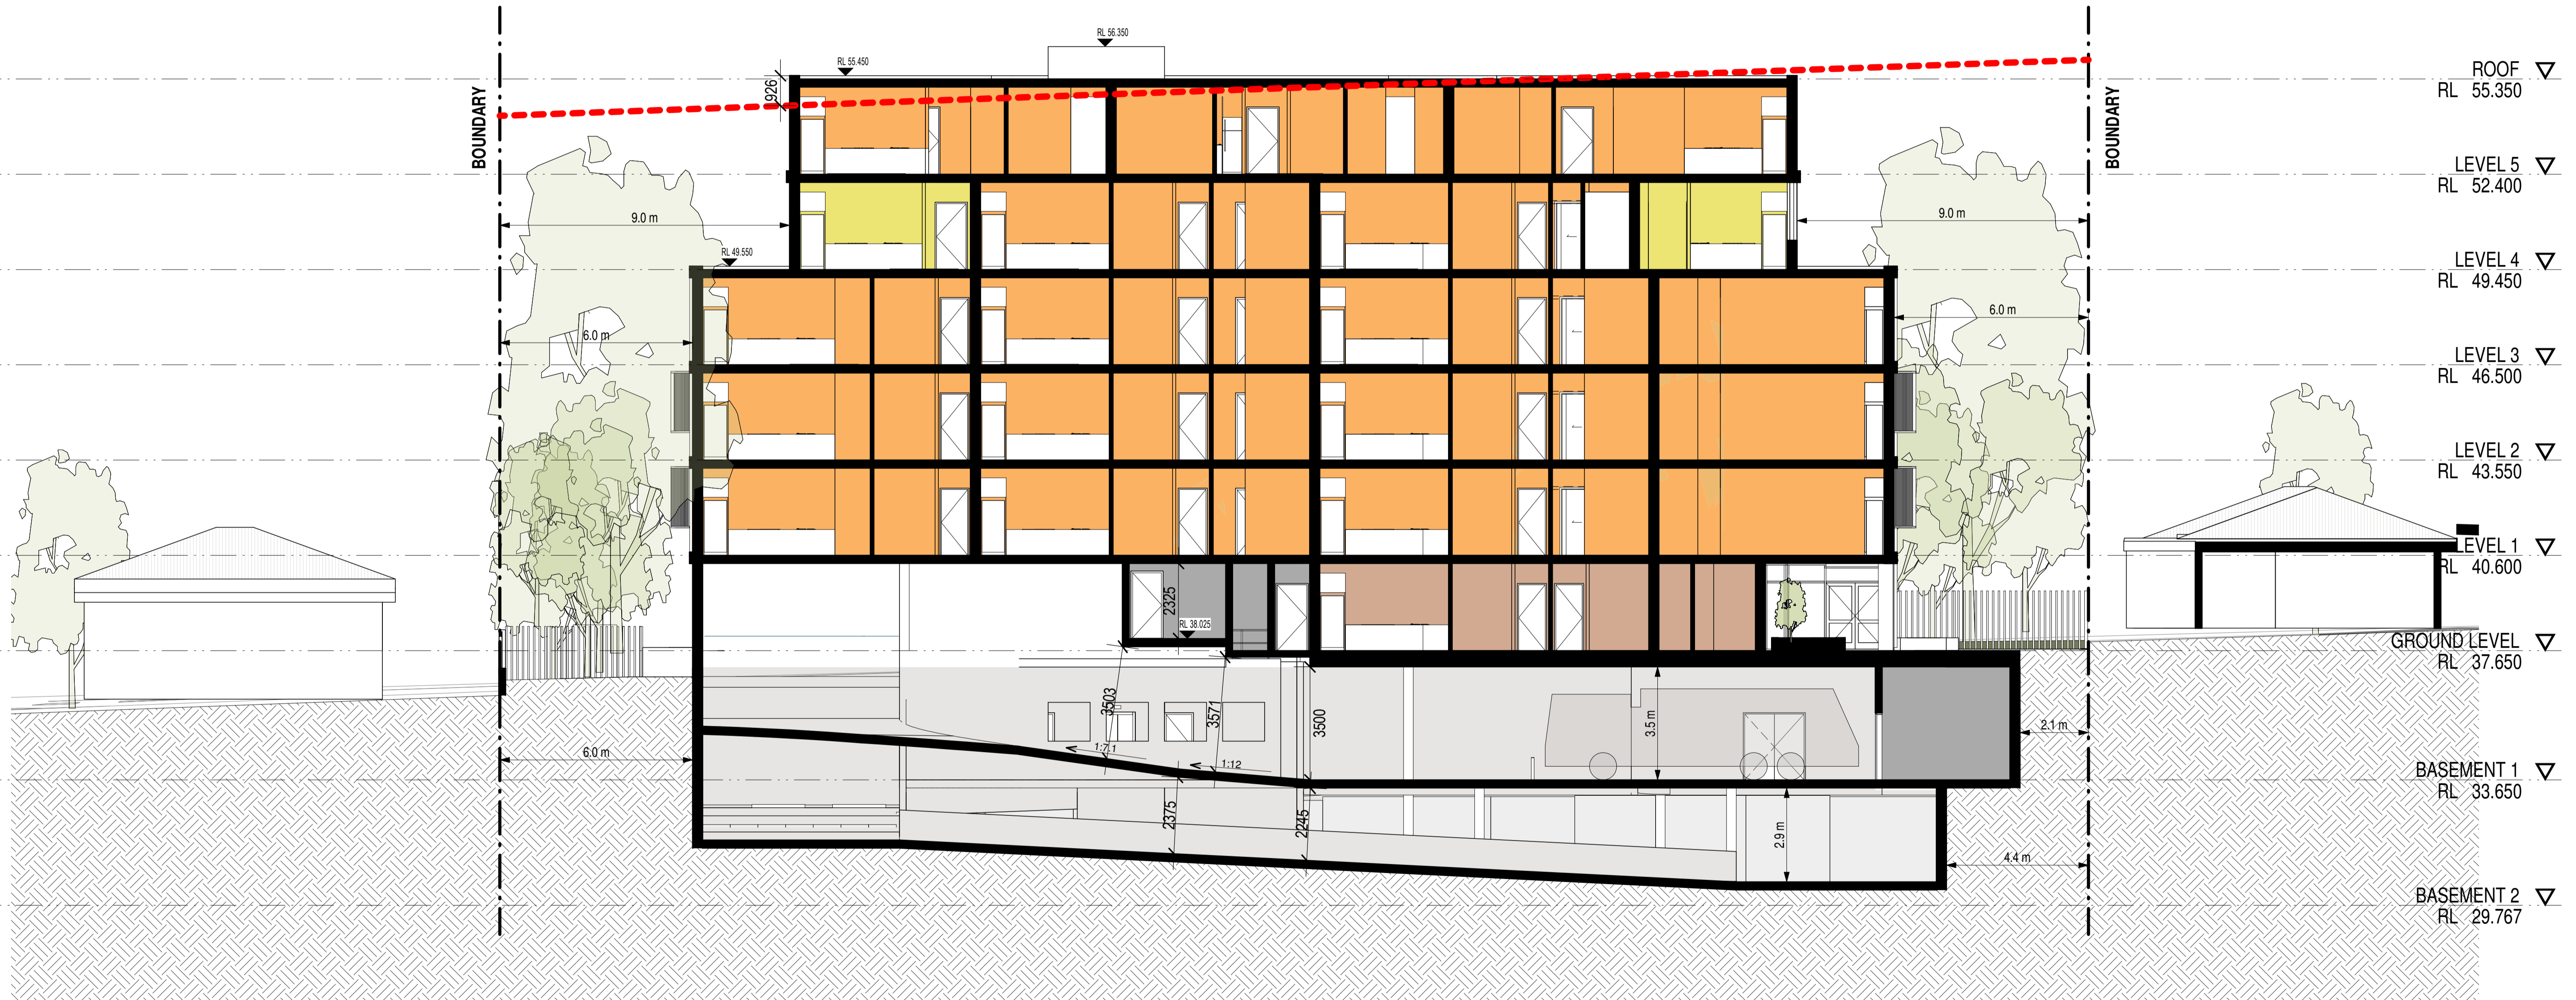 RL 56.350
RL 55.450
ROOF
RL 55.350
926
BOUNDARY
BOUNDARY
LEVEL 5
RL 52.400
9.0 m
9.0 m
RL 49.550
LEVEL 4
RL 49.450
6.0 m
6.0 m
LEVEL 3
RL 46.500
LEVEL 2
RL 43.550
LEVEL 1
RL 40.600
2325
RL 38.025
GROUND LEVEL
RL 37.650
3503
3571
3500
3.5 m
2.1 m
6.0 m
1:7.1
1:12
BASEMENT 1
RL 33.650
2375
2245
2.9 m
4.4 m
BASEMENT 2
RL 29.767